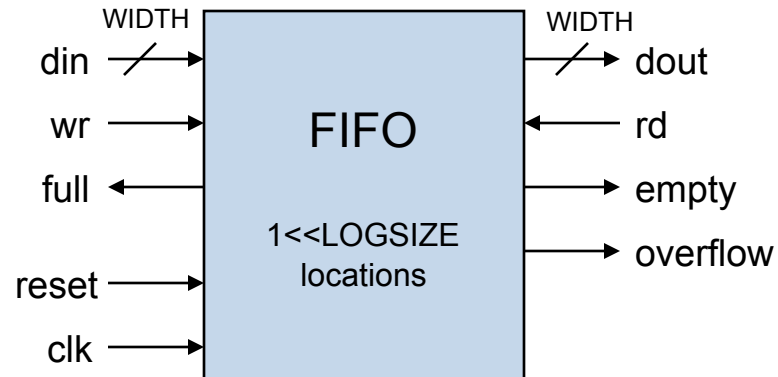 WIDTH
din
wr
full
reset
clk
FIFO
1<<LOGSIZE
locations
WIDTH
dout
rd
empty
overflow